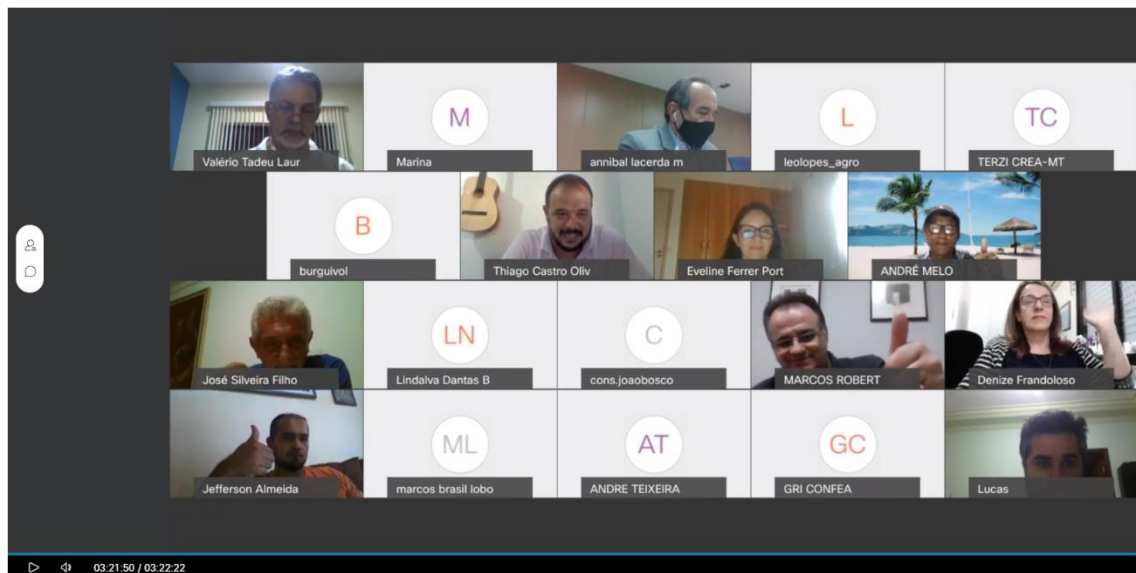 Valério Tadeu Laur
M
Marina
annibal lacerda m
L
leolopes_agro
TC
TERZI CREA-MT
B
burguivol
Thiago Castro Oliv
Eveline Ferrer Port
ANDRÉ MELO
José Silveira Filho
LN
Lindalva Dantas B
C
cons.joaobosco
MARCOS ROBERT
Denize Frandoloso
Jefferson Almeida
ML
marcos brasil lobo
AT
ANDRE TEIXEIRA
GC
GRI CONFEA
Lucas
03:21:50 / 03:22:22